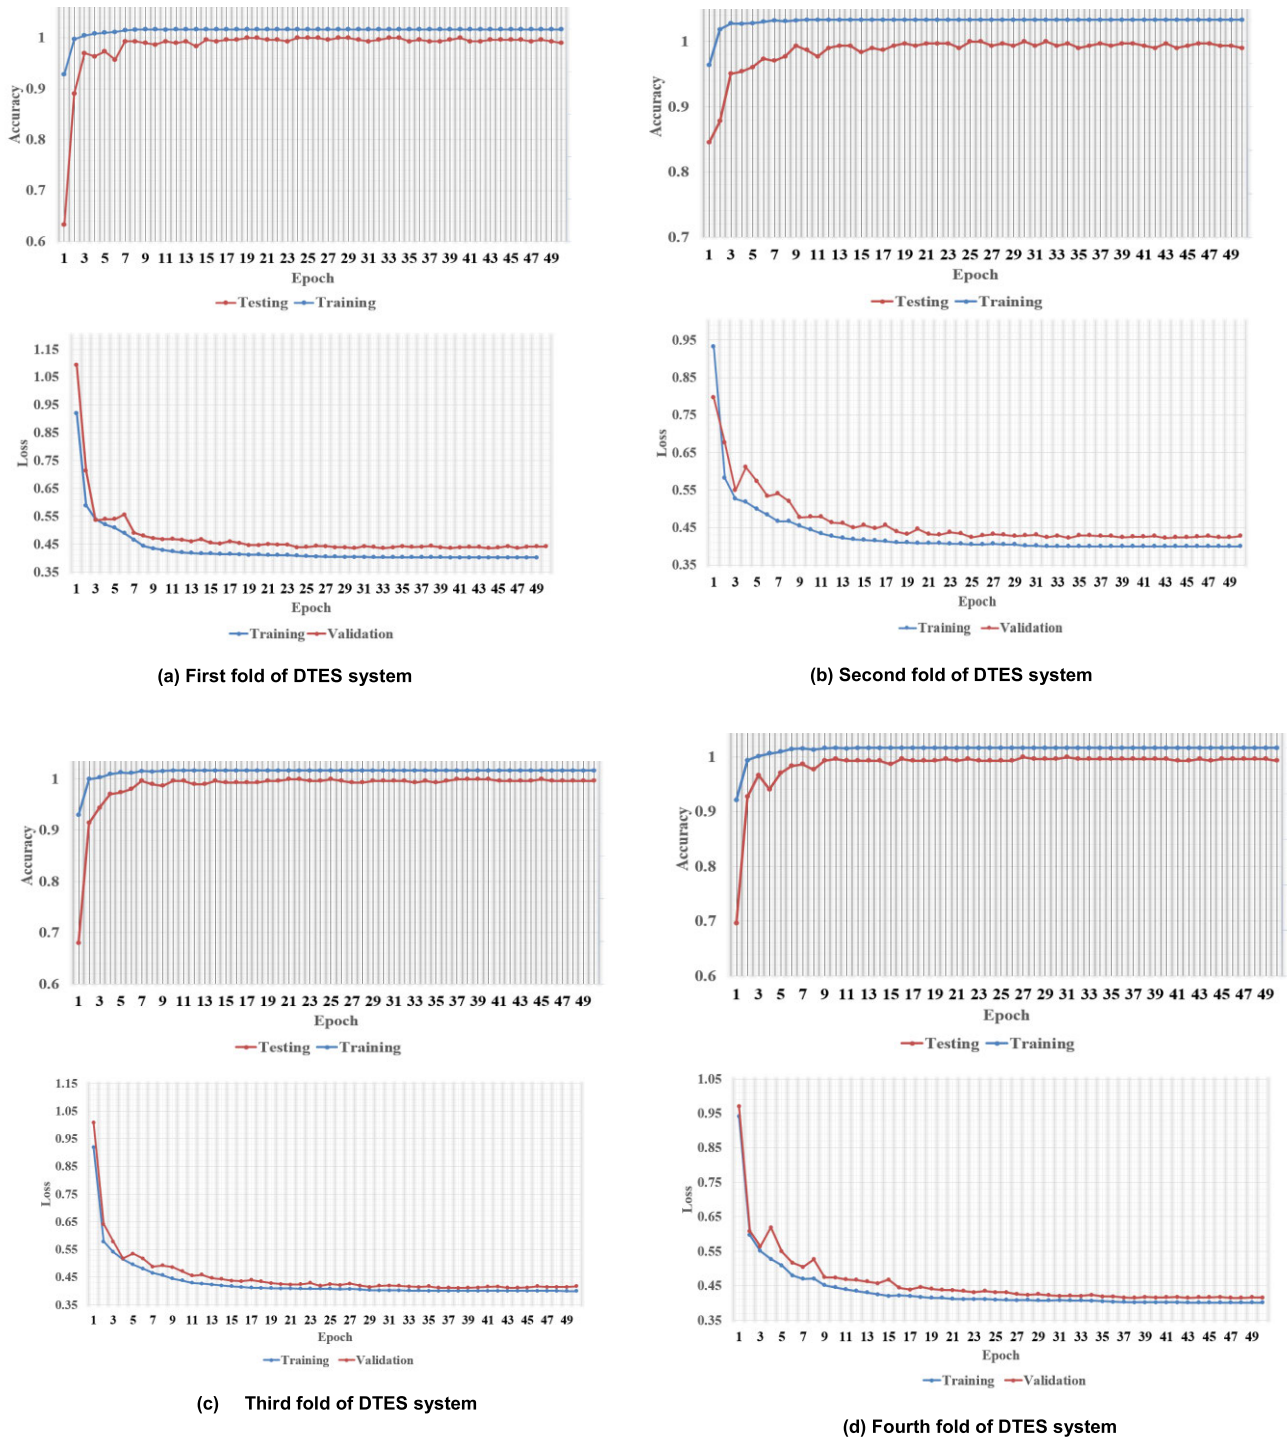 Accuracy
1
0.9
0.8
0.7
0.6
1 3 5 7 9 11 13 15 17 19 21 23 25 27 29 31 33 35 37 39 41 43 45 47 49
Epoch
Testing Training
Loss
1.15
1.05
0.95
0.85
0.75
0.65
0.55
0.45
0.35
1 3 5 7 9 11 13 15 17 19 21 23 25 27 29 31 33 35 37 39 41 43 45 47 49
Epoch
Training Validation
(a) First fold of DTES system
Accuracy
1
0.9
0.8
0.7
1 3 5 7 9 11 13 15 17 19 21 23 25 27 29 31 33 35 37 39 41 43 45 47 49
Epoch
Testing Training
Loss
0.95
0.85
0.75
0.65
0.55
0.45
0.35
1 3 5 7 9 11 13 15 17 19 21 23 25 27 29 31 33 35 37 39 41 43 45 47 49
Epoch
Training Validation
(b) Second fold of DTES system
Accuracy
1
0.9
0.8
0.7
0.6
1 3 5 7 9 11 13 15 17 19 21 23 25 27 29 31 33 35 37 39 41 43 45 47 49
Epoch
Testing Training
Loss
1.15
1.05
0.95
0.85
0.75
0.65
0.55
0.45
0.35
1 3 5 7 9 11 13 15 17 19 21 23 25 27 29 31 33 35 37 39 41 43 45 47 49
Epoch
Training Validation
(c) Third fold of DTES system
Accuracy
1
0.9
0.8
0.7
0.6
1 3 5 7 9 11 13 15 17 19 21 23 25 27 29 31 33 35 37 39 41 43 45 47 49
Epoch
Testing Training
Loss
1.05
0.95
0.85
0.75
0.65
0.55
0.45
0.35
1 3 5 7 9 11 13 15 17 19 21 23 25 27 29 31 33 35 37 39 41 43 45 47 49
Epoch
Training Validation
(d) Fourth fold of DTES system